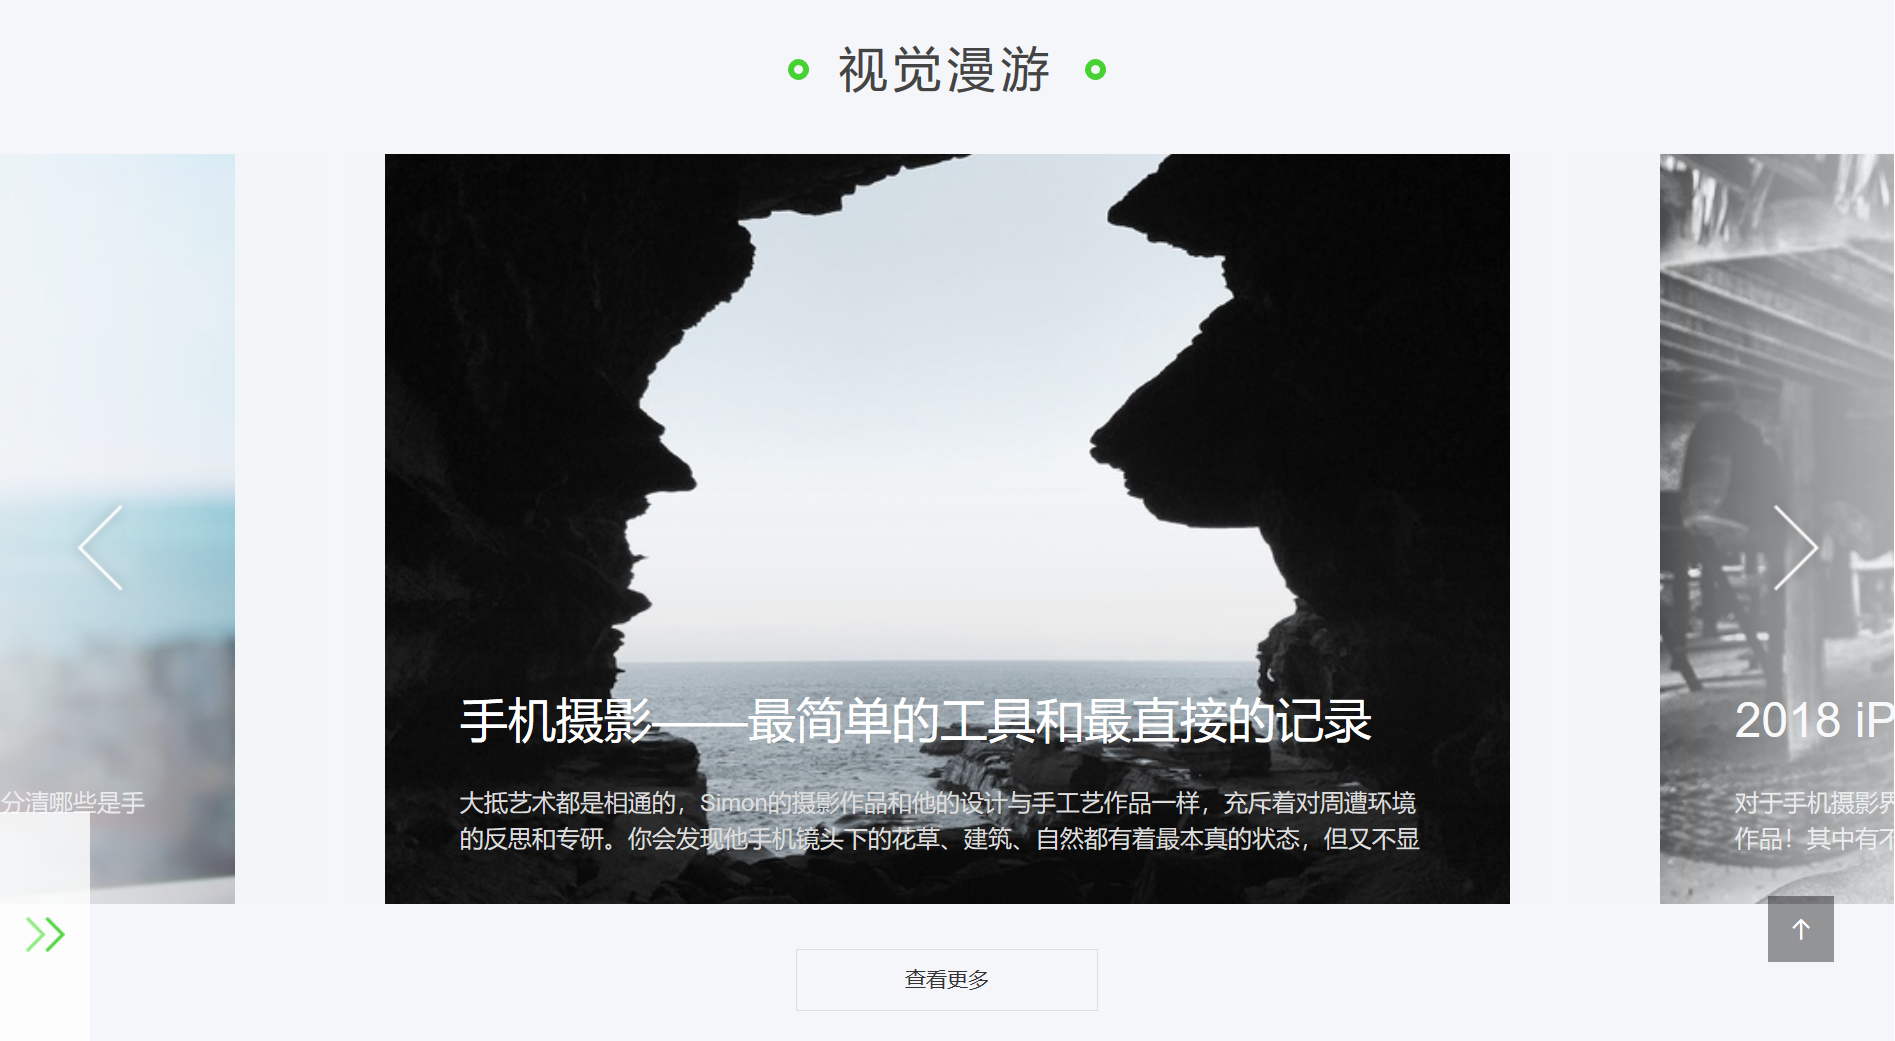 视觉漫游
手机摄影——最简单的工具和最直接的记录
大抵艺术都是相通的，Simon的摄影作品和他的设计与手工艺作品一样，充斥着对周遭环境
的反思和专研。你会发现他手机镜头下的花草、建筑、自然都有着最本真的状态，但又不显
分清哪些是手
2018 iP
对于手机摄影界
作品！其中有不
查看更多